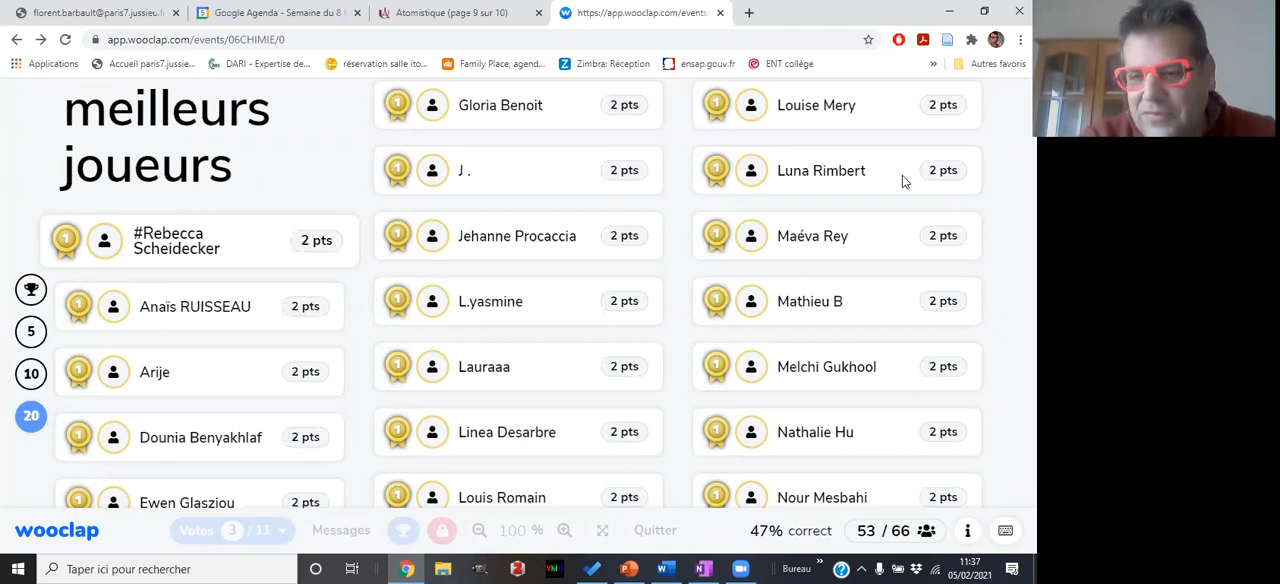 florent.barbault@paris7.jussieu.
Google Agenda - Semaine du 8 f
Atomistique (page 9 sur 10)
https://app.wooclap.com/events
app.wooclap.com/events/06CHIMIE/0
Applications
Accueil paris7.jussie...
DARI - Expertise de...
réservation salle ito...
Family Place, agend...
Zimbra: Réception
ensap.gouv.fr
ENT collège
»
Autres favoris
meilleurs
joueurs
#Rebecca
Scheidecker
2 pts
Anaïs RUISSEAU 2 pts
Arije 2 pts
Dounia Benyakhlaf 2 pts
Ewen Glasziou 2 pts
Gloria Benoit 2 pts
J . 2 pts
Jehanne Procaccia 2 pts
L.yasmine 2 pts
Lauraaa 2 pts
Linea Desarbre 2 pts
Louis Romain 2 pts
Louise Mery 2 pts
Luna Rimbert 2 pts
Maéva Rey 2 pts
Mathieu B 2 pts
Melchi Gukhool 2 pts
Nathalie Hu 2 pts
Nour Mesbahi 2 pts
5
10
20
wooclap
Votes 3 / 11
Messages
100 %
Quitter
47% correct
53 / 66
Taper ici pour rechercher
Bureau »
11:37
05/02/2021